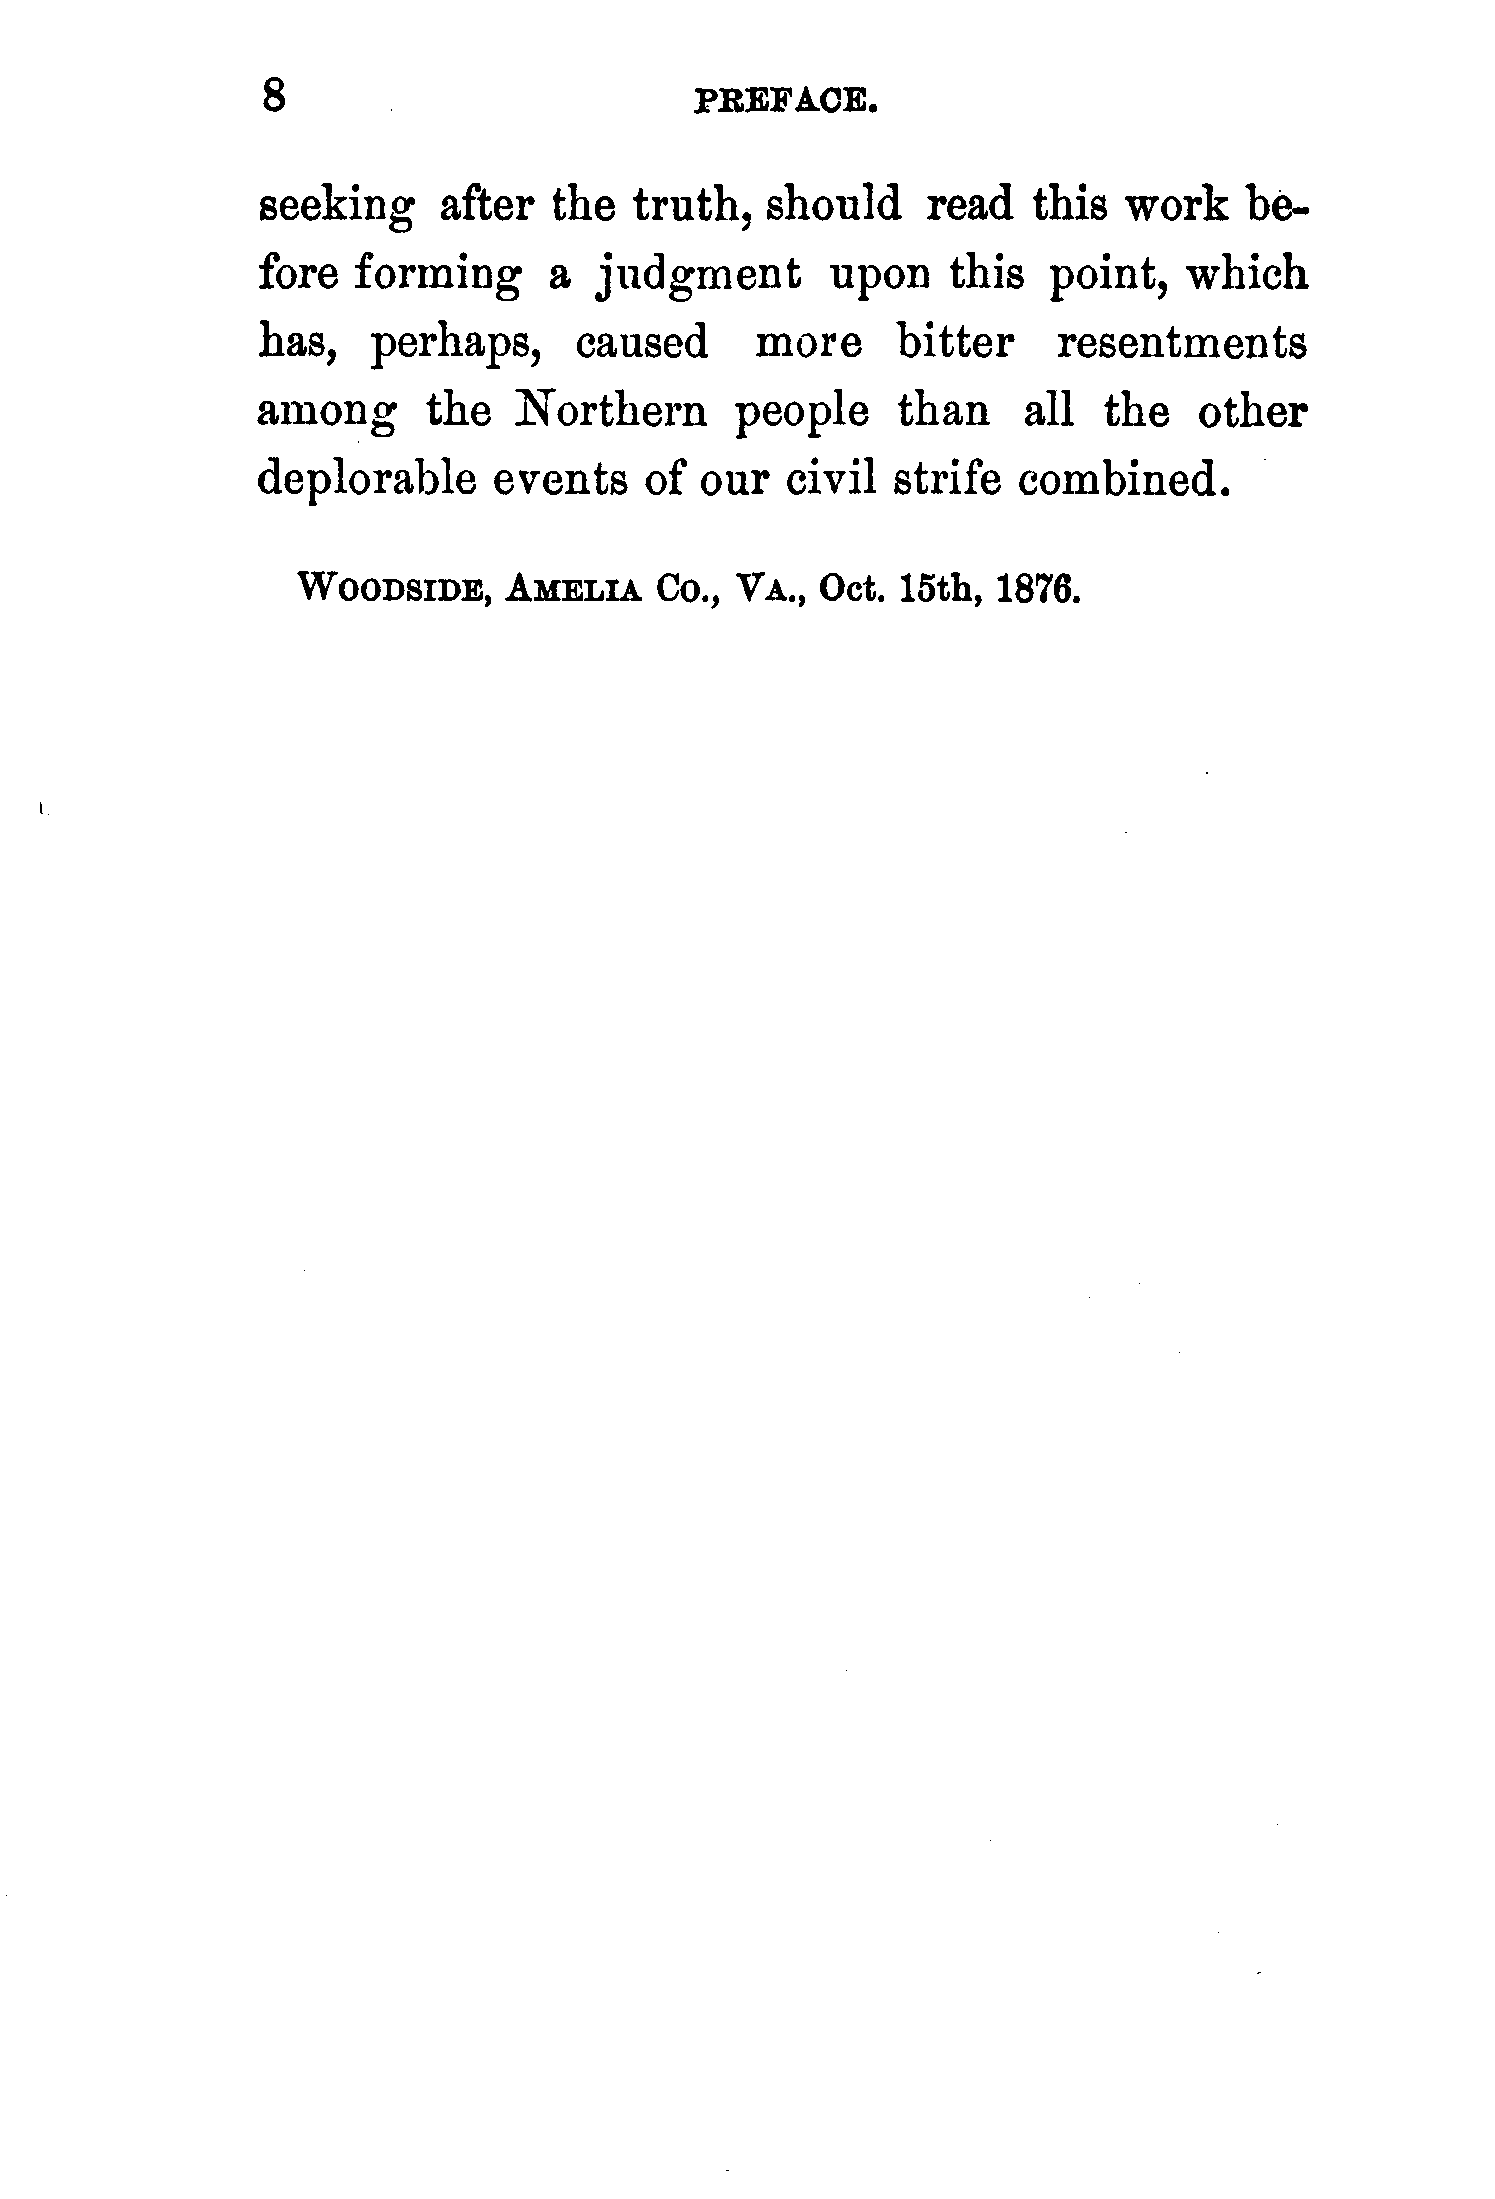 8 PREFACE.
seeking after the truth, should read this work be-
fore forming a judgment upon this point, which
has, perhaps, caused more bitter resentments
among the Northern people than all the other
deplorable events of our civil strife combined.
WOODSIDE, AMELIA CO., VA., Oct. 15th, 1876.